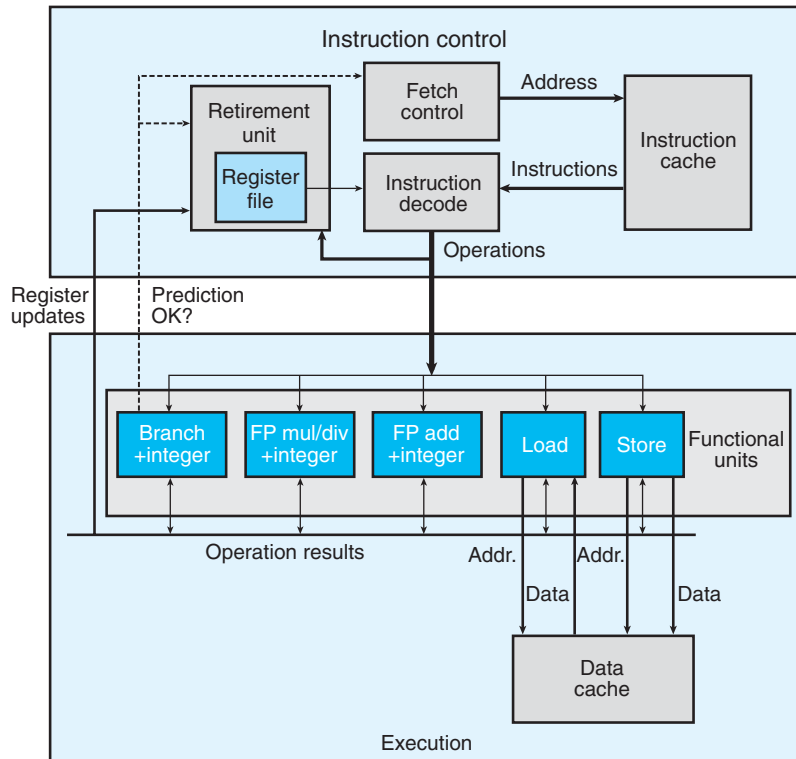 Instruction control
Fetch
control
Address
Instruction
cache
Retirement
unit
Register
file
Instruction
decode
Instructions
Operations
Register
updates
Prediction
OK?
Branch
+integer
FP mul/div
+integer
FP add
+integer
Load
Store
Functional
units
Operation results
Addr.
Addr.
Data
Data
Data
cache
Execution